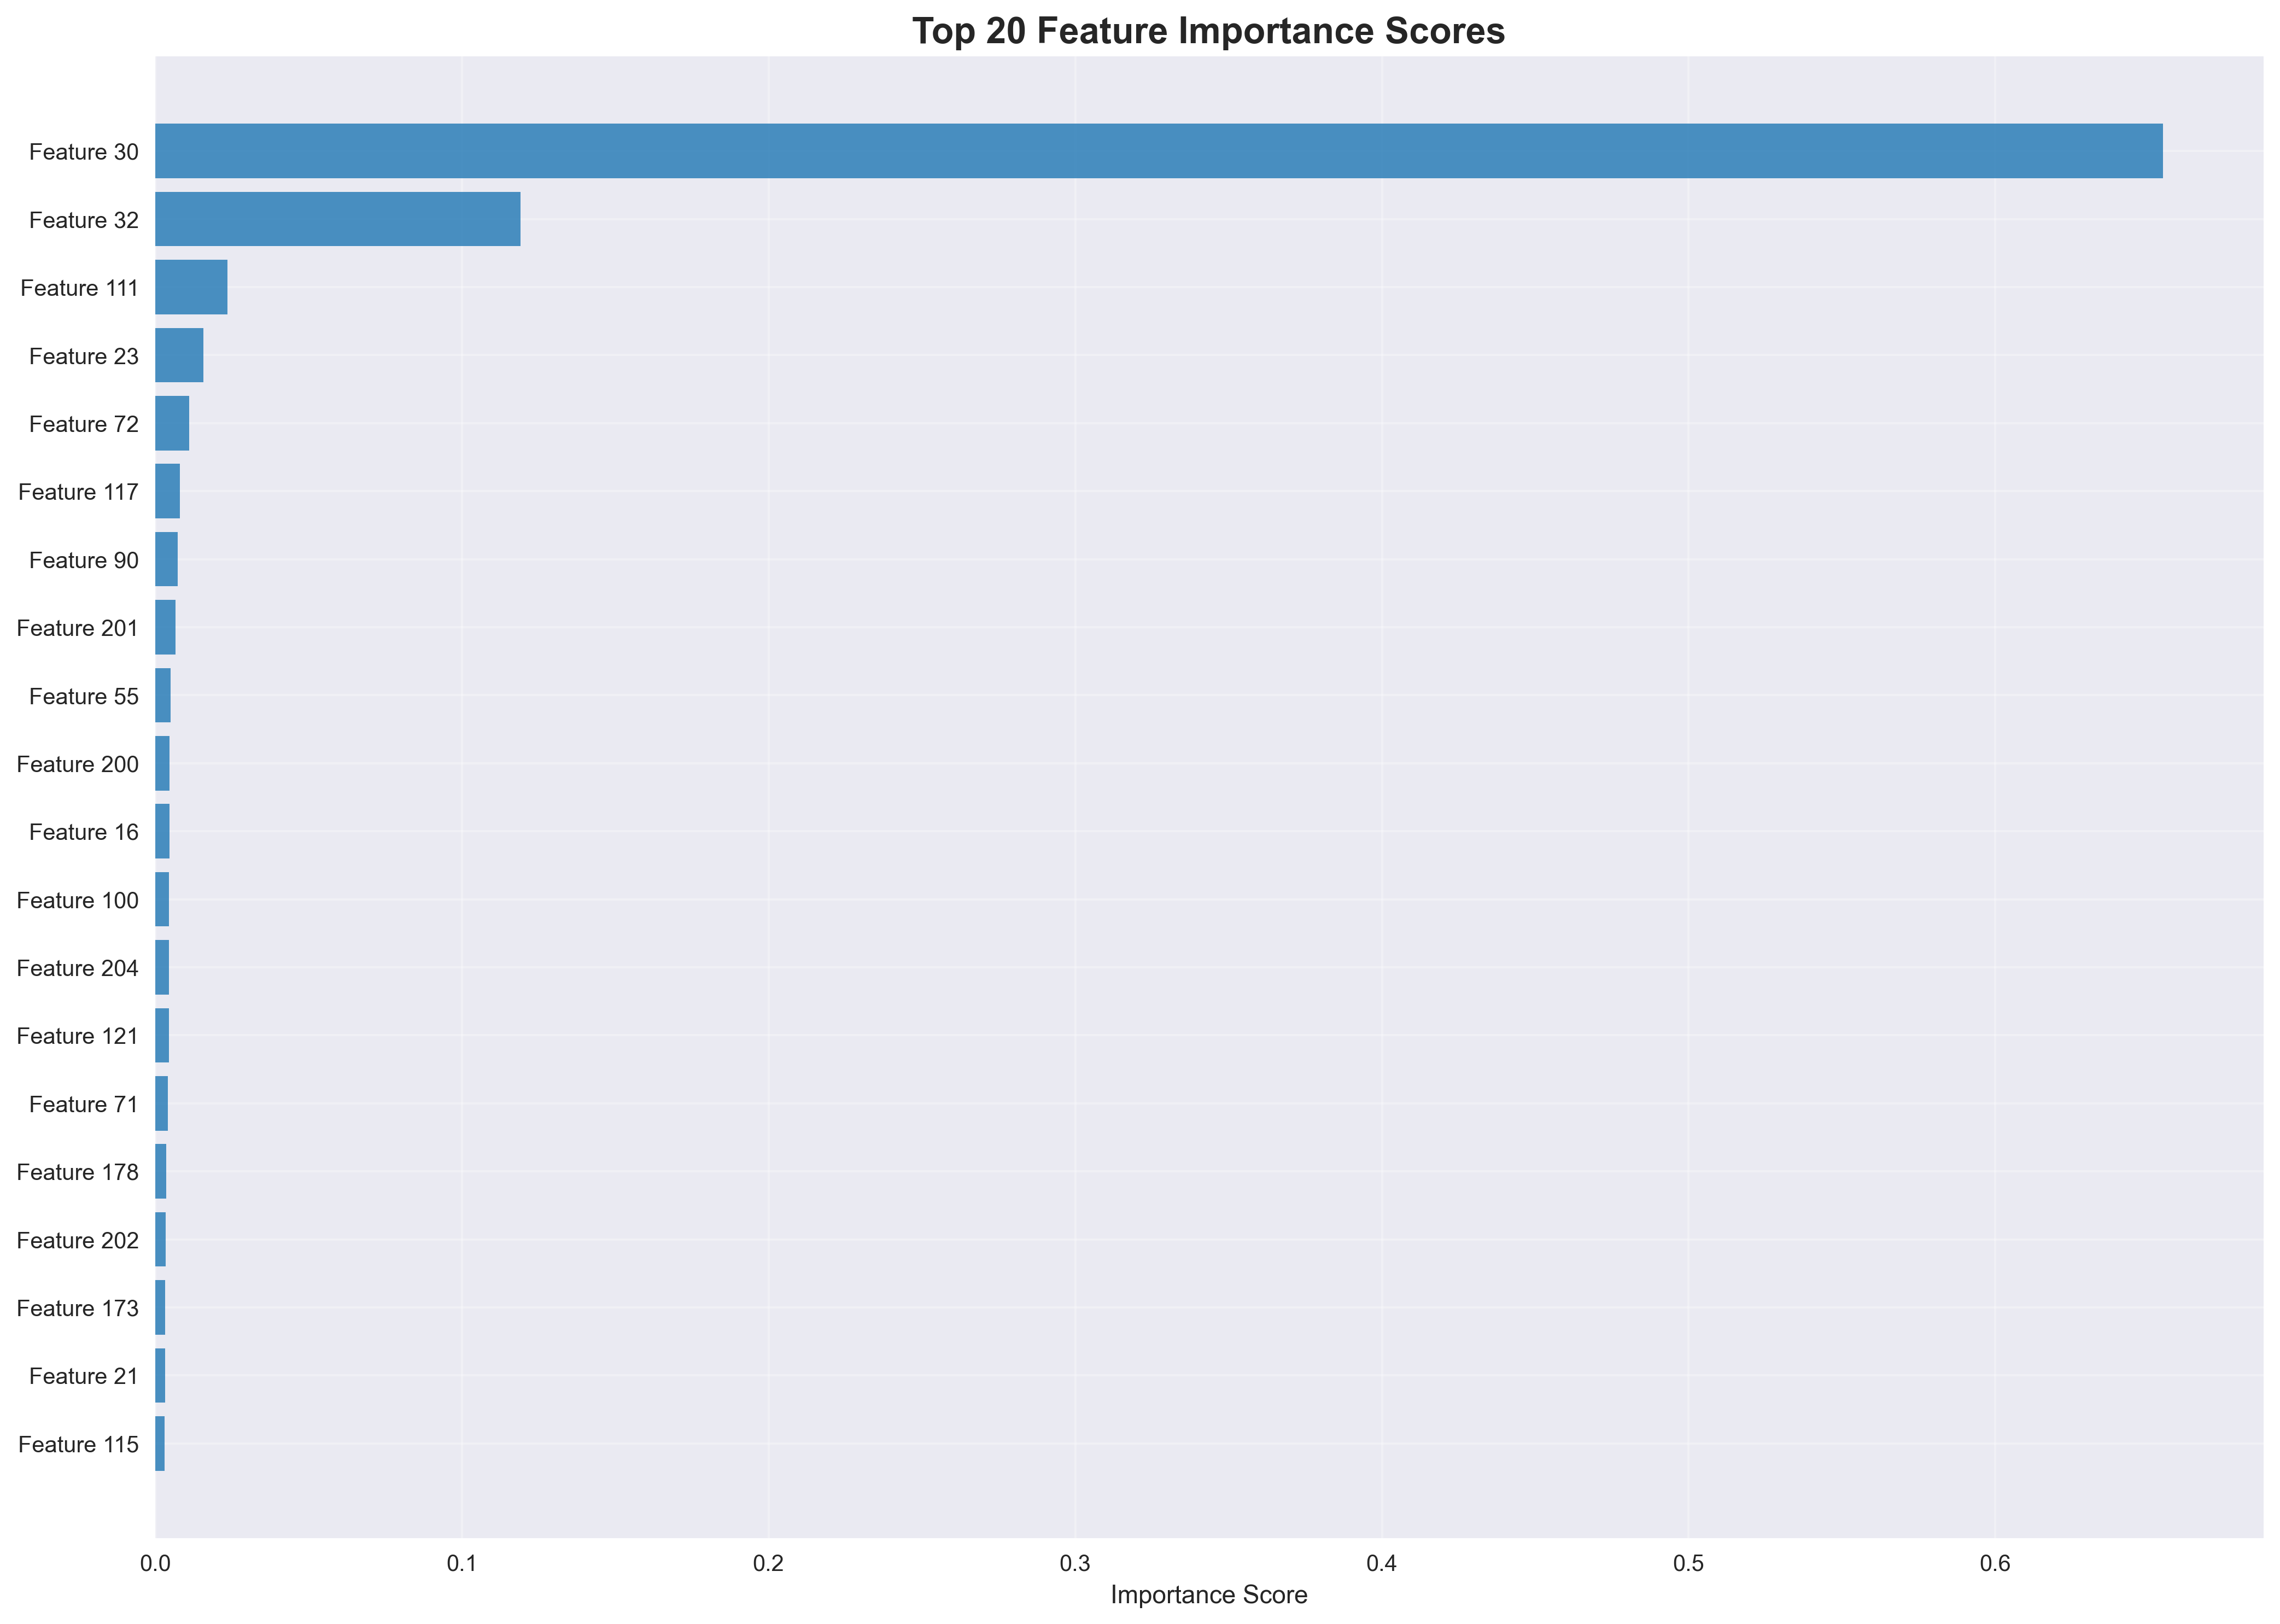 Top 20 Feature Importance Scores
Feature 30
Feature 32
Feature 111
Feature 23
Feature 72
Feature 117
Feature 90
Feature 201
Feature 55
Feature 200
Feature 16
Feature 100
Feature 204
Feature 121
Feature 71
Feature 178
Feature 202
Feature 173
Feature 21
Feature 115
0.0 0.1 0.2 0.3 0.4 0.5 0.6
Importance Score